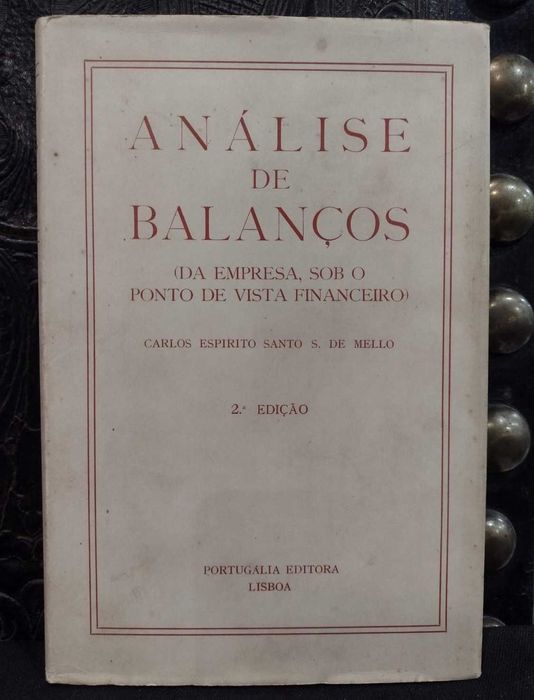 ANÁLISE
DE
BALANÇOS
(DA EMPRESA, SOB O
PONTO DE VISTA FINANCEIRO)
CARLOS ESPIRITO SANTO S. DE MELLO
2.ª EDIÇÃO
PORTUGÁLIA EDITORA
LISBOA